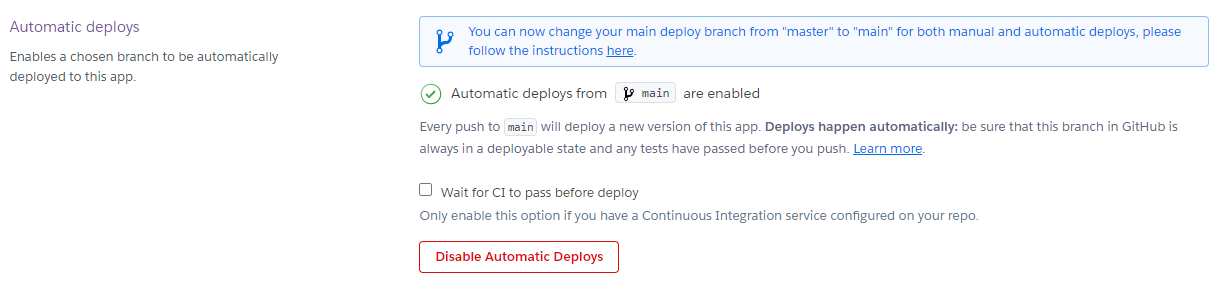 Automatic deploys
Enables a chosen branch to be automatically
deployed to this app.
You can now change your main deploy branch from "master" to "main" for both manual and automatic deploys, please
follow the instructions here.
Automatic deploys from main are enabled
Every push to main will deploy a new version of this app. Deploys happen automatically: be sure that this branch in GitHub is
always in a deployable state and any tests have passed before you push. Learn more.
Wait for CI to pass before deploy
Only enable this option if you have a Continuous Integration service configured on your repo.
Disable Automatic Deploys